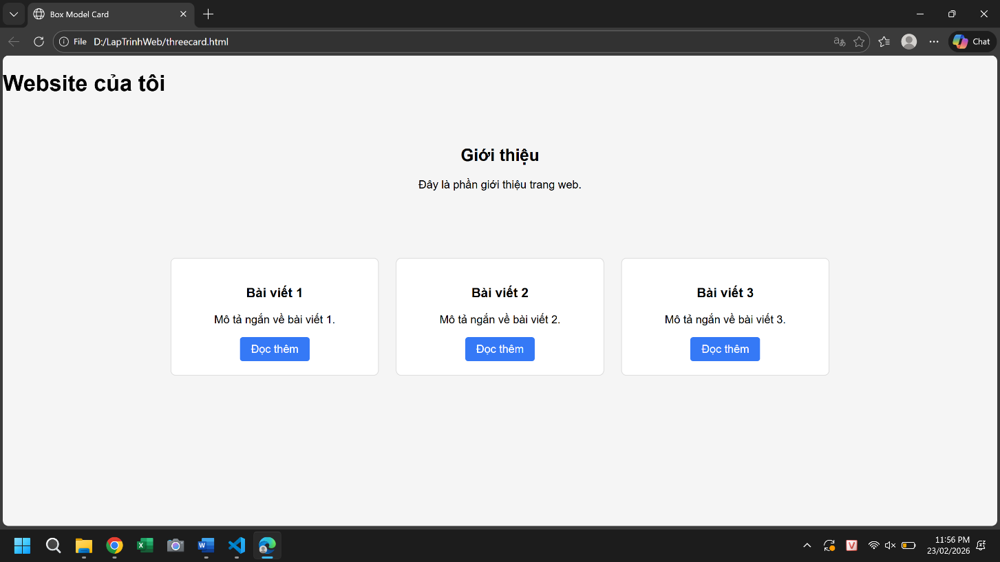 Box Model Card
File D:/LapTrinhWeb/threecard.html
Chat
Website của tôi
Giới thiệu
Đây là phần giới thiệu trang web.
Bài viết 1
Mô tả ngắn về bài viết 1.
Đọc thêm
Bài viết 2
Mô tả ngắn về bài viết 2.
Đọc thêm
Bài viết 3
Mô tả ngắn về bài viết 3.
Đọc thêm
11:56 PM
23/02/2026